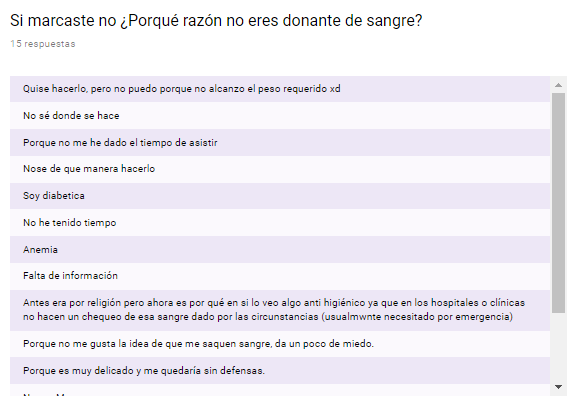 Si marcaste no ¿Porqué razón no eres donante de sangre?
15 respuestas
Quise hacerlo, pero no puedo porque no alcanzo el peso requerido xd
No sé donde se hace
Porque no me he dado el tiempo de asistir
Nose de que manera hacerlo
Soy diabetica
No he tenido tiempo
Anemia
Falta de información
Antes era por religión pero ahora es por qué en si lo veo algo anti higiénico ya que en los hospitales o clínicas
no hacen un chequeo de esa sangre dado por las circunstancias (usualmwnte necesitado por emergencia)
Porque no me gusta la idea de que me saquen sangre, da un poco de miedo.
Porque es muy delicado y me quedaría sin defensas.